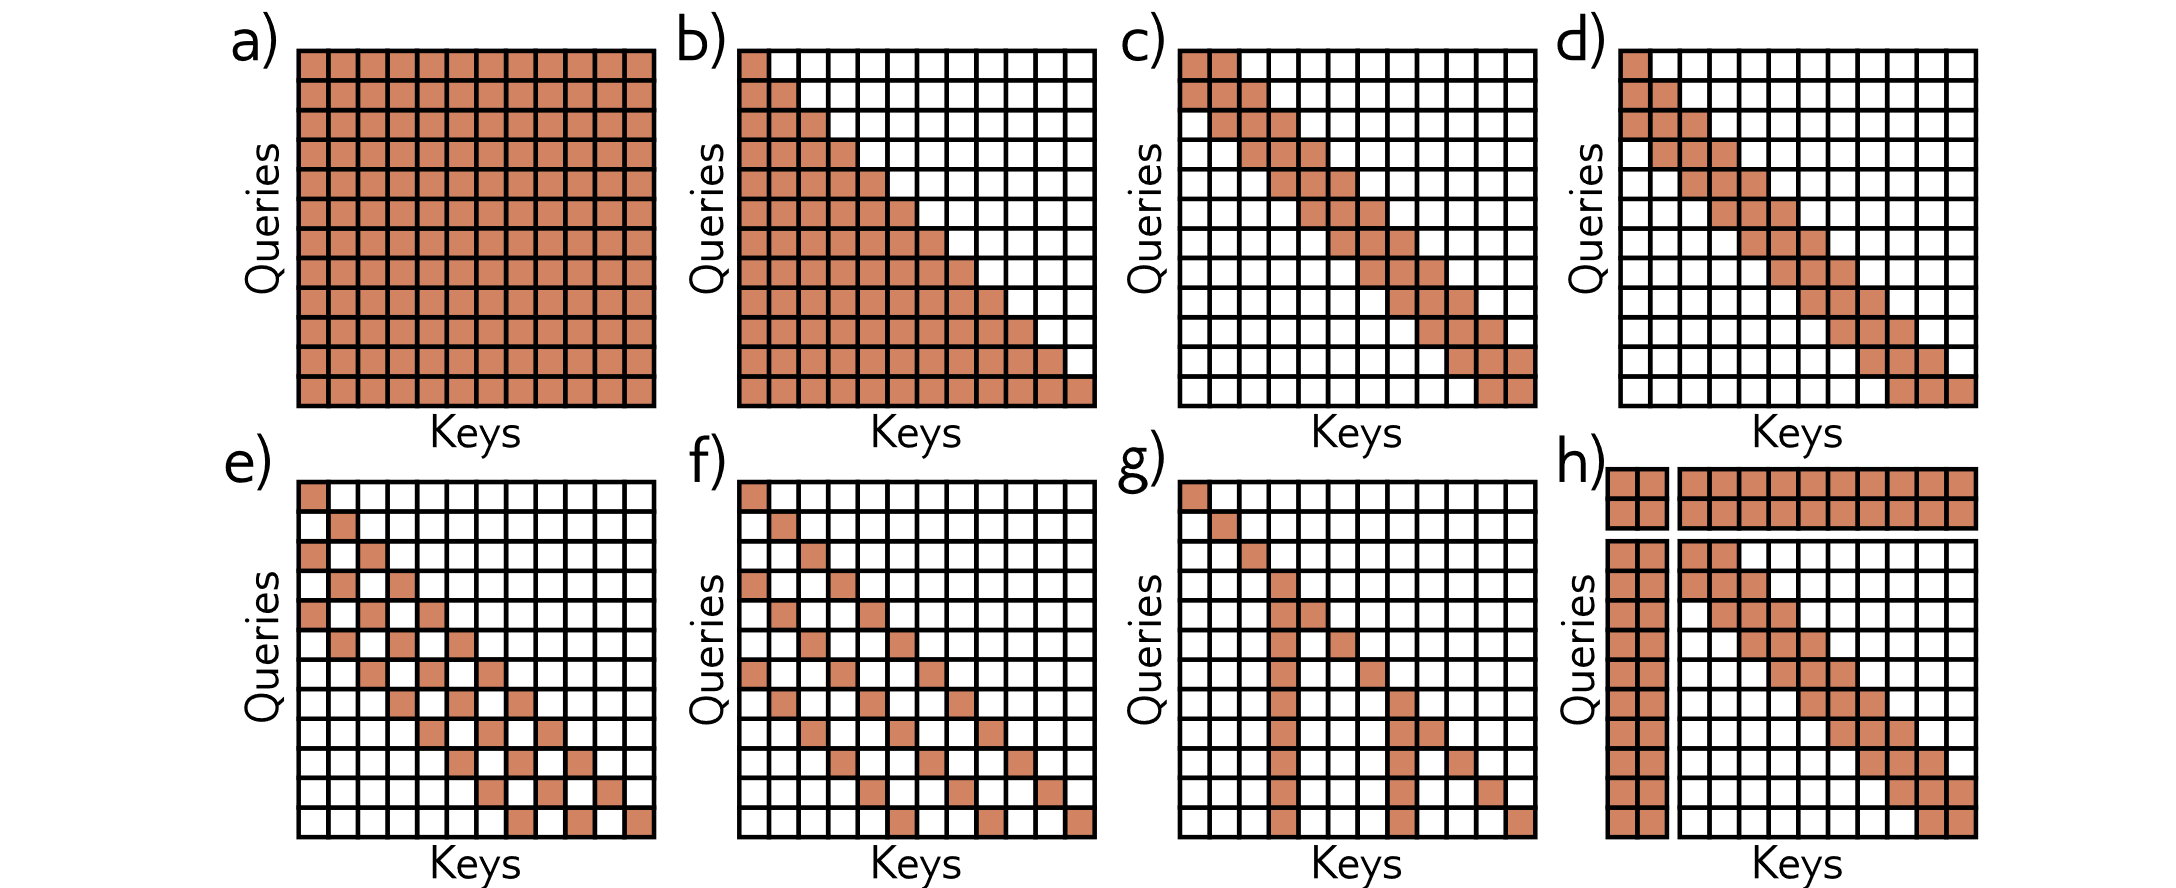 a)
b)
c)
d)
Queries
Queries
Queries
Queries
Keys
Keys
Keys
Keys
e)
f)
g)
h)
Queries
Queries
Queries
Queries
Keys
Keys
Keys
Keys